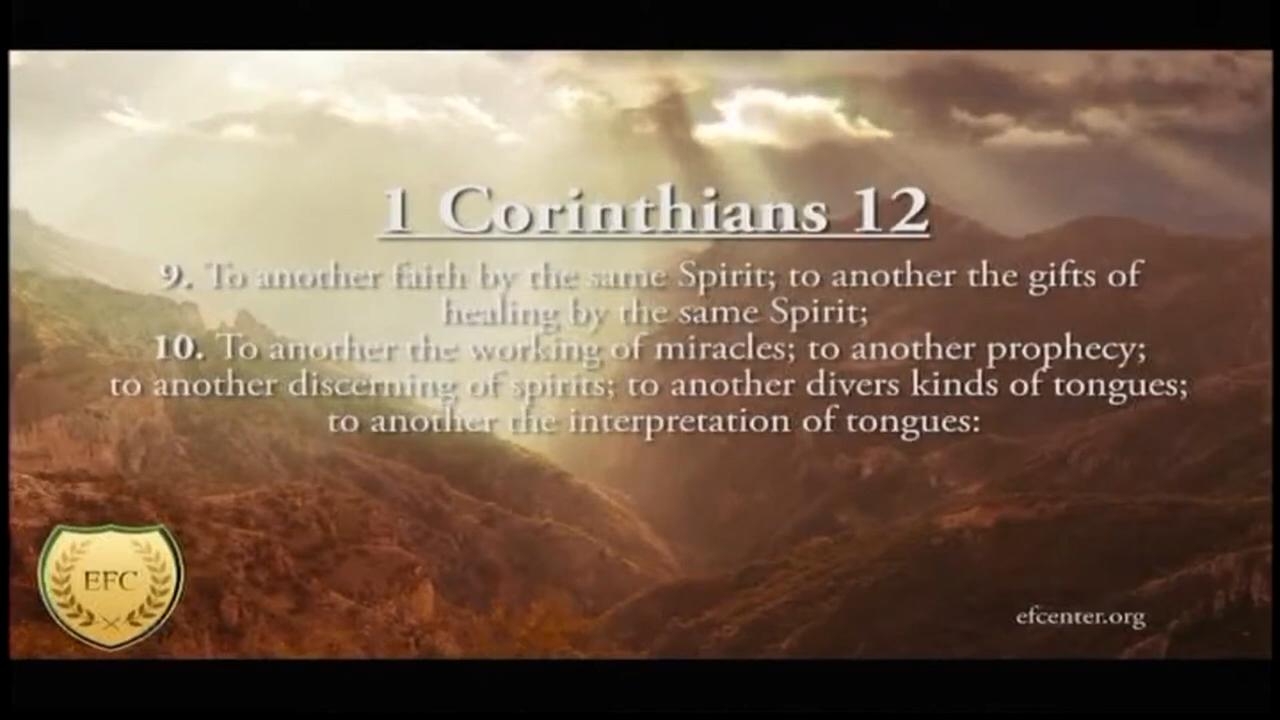 1 Corinthians 12
9. To another faith by the same Spirit; to another the gifts of
healing by the same Spirit;
10. To another the working of miracles; to another prophecy;
to another discerning of spirits; to another divers kinds of tongues;
to another the interpretation of tongues:
EFC
efcenter.org